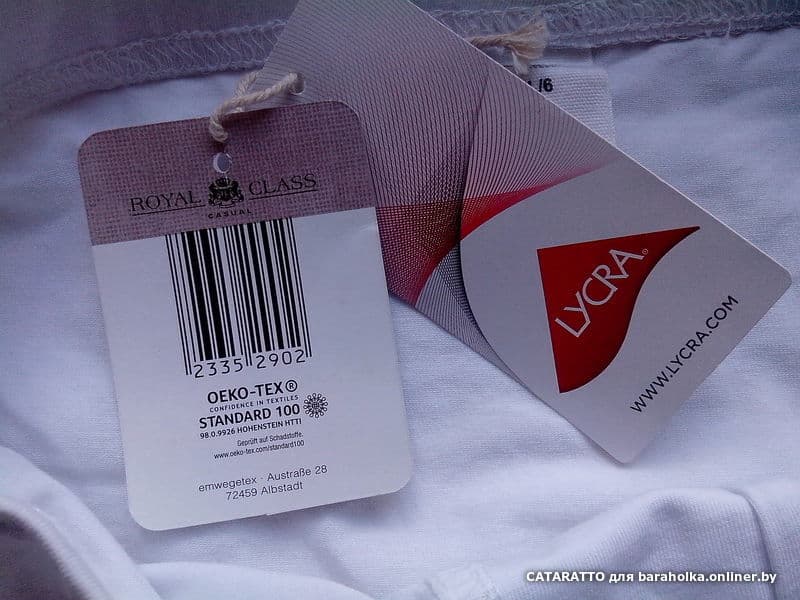 /6
ROYAL CLASS
CASUAL
2335 2902
OEKO-TEX®
CONFIDENCE IN TEXTILES
STANDARD 100
98.0.9926 HOHENSTEIN HTTI
Geprüft auf Schadstoffe.
www.oeko-tex.com/standard100
emwegetex · Austraße 28
72459 Albstadt
LYCRA®
WWW.LYCRA.COM
CATARATTO для baraholka.onliner.by